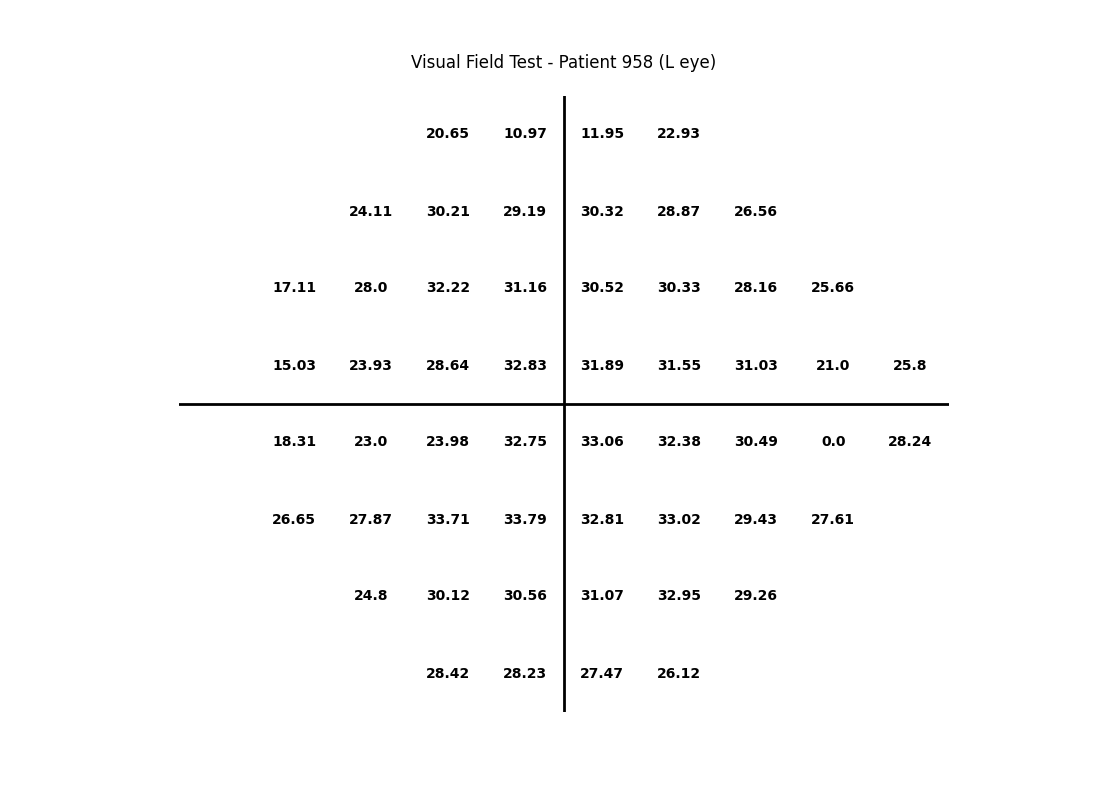 Visual Field Test - Patient 958 (L eye)
20.65 10.97 11.95 22.93
24.11 30.21 29.19 30.32 28.87 26.56
17.11 28.0 32.22 31.16 30.52 30.33 28.16 25.66
15.03 23.93 28.64 32.83 31.89 31.55 31.03 21.0 25.8
18.31 23.0 23.98 32.75 33.06 32.38 30.49 0.0 28.24
26.65 27.87 33.71 33.79 32.81 33.02 29.43 27.61
24.8 30.12 30.56 31.07 32.95 29.26
28.42 28.23 27.47 26.12